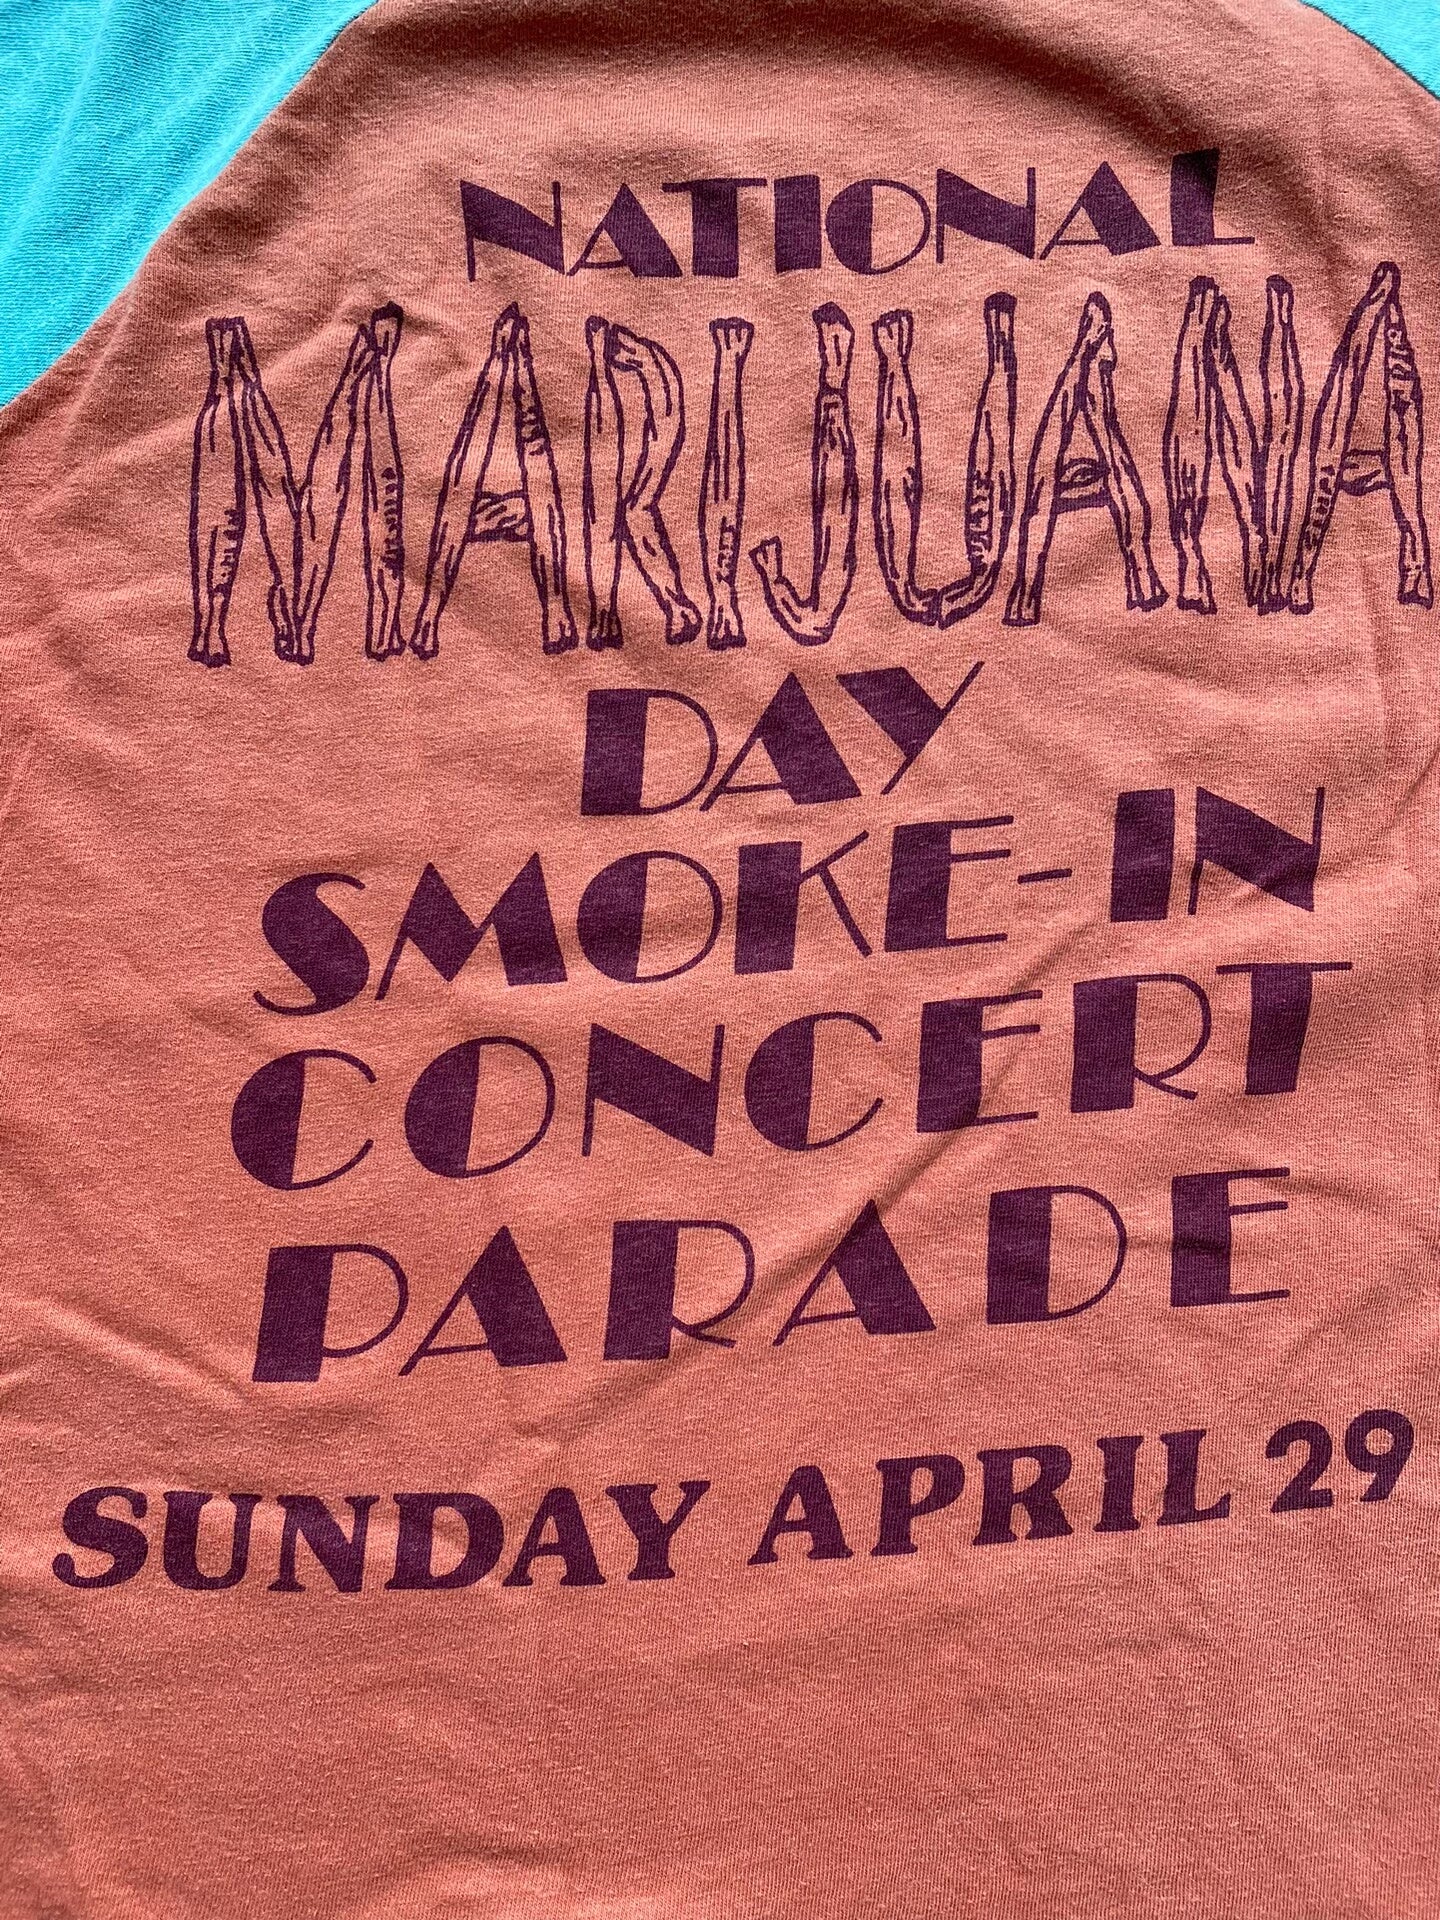 NATIONAL
MARIJUANA
DAY
SMOKE-IN
CONCERT
PARADE
SUNDAY APRIL 29